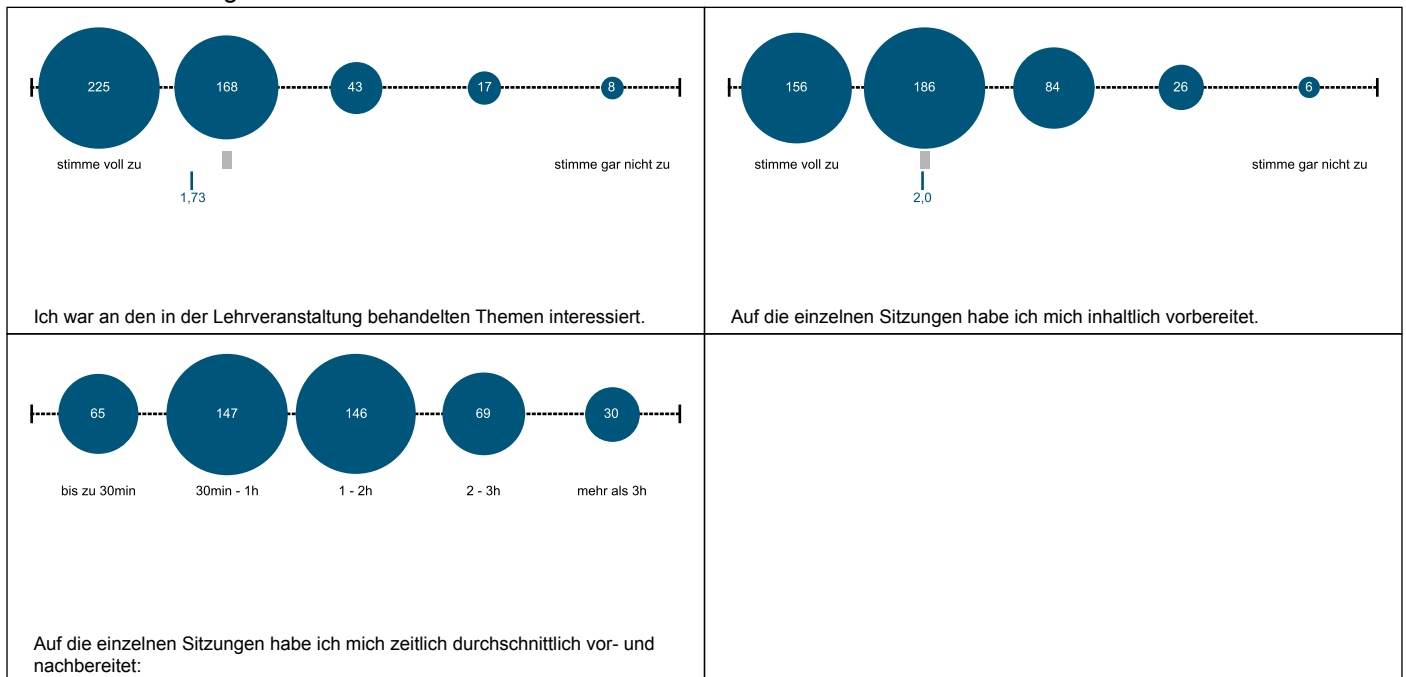 225 168 43 17 8
stimme voll zu stimme gar nicht zu
1,73
Ich war an den in der Lehrveranstaltung behandelten Themen interessiert.
156 186 84 26 6
stimme voll zu stimme gar nicht zu
2,0
Auf die einzelnen Sitzungen habe ich mich inhaltlich vorbereitet.
65 147 146 69 30
bis zu 30min 30min - 1h 1 - 2h 2 - 3h mehr als 3h
Auf die einzelnen Sitzungen habe ich mich zeitlich durchschnittlich vor- und
nachbereitet: